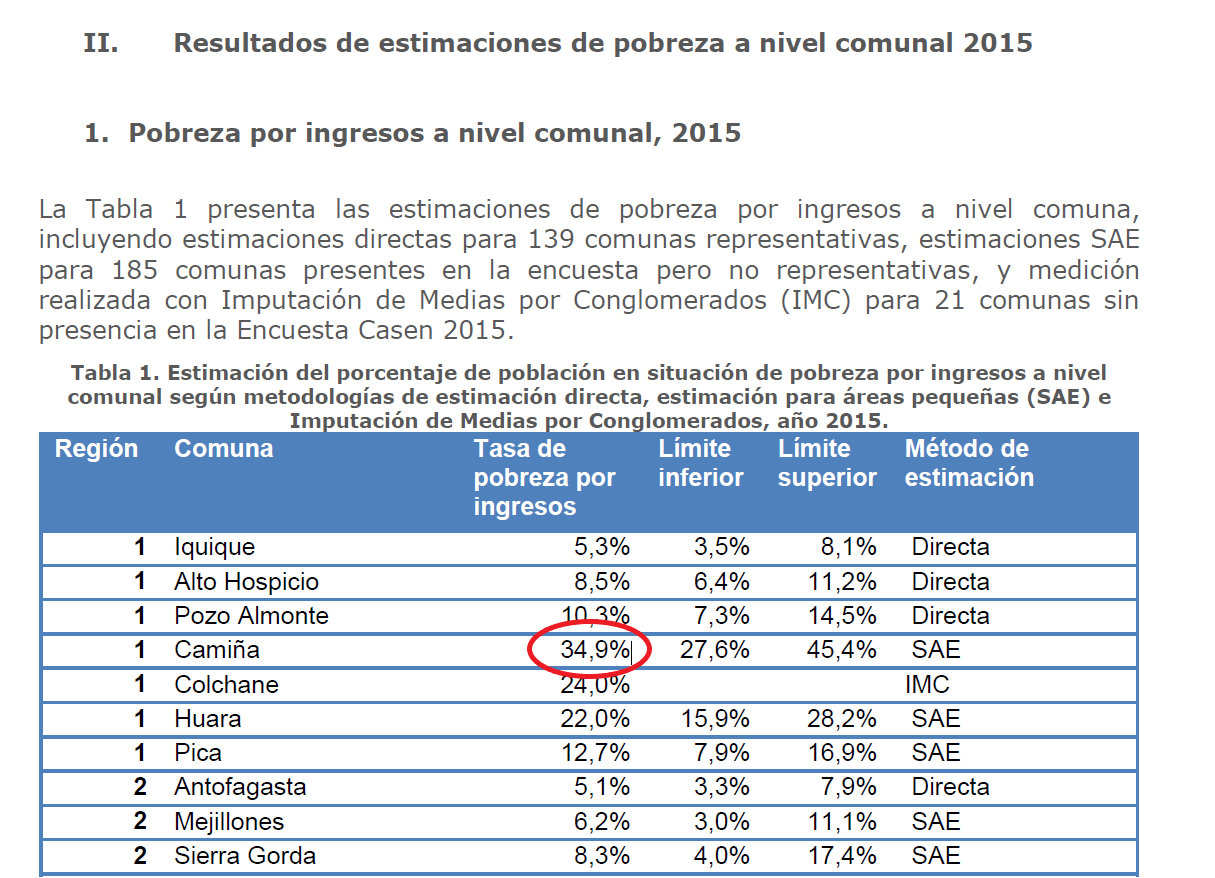 II. Resultados de estimaciones de pobreza a nivel comunal 2015
1. Pobreza por ingresos a nivel comunal, 2015
La Tabla 1 presenta las estimaciones de pobreza por ingresos a nivel comuna,
incluyendo estimaciones directas para 139 comunas representativas, estimaciones SAE
para 185 comunas presentes en la encuesta pero no representativas, y medición
realizada con Imputación de Medias por Conglomerados (IMC) para 21 comunas sin
presencia en la Encuesta Casen 2015.
Tabla 1. Estimación del porcentaje de población en situación de pobreza por ingresos a nivel
comunal según metodologías de estimación directa, estimación para áreas pequeñas (SAE) e
Imputación de Medias por Conglomerados, año 2015.
Región Comuna Tasa de Límite Límite Método de
pobreza por inferior superior estimación
ingresos
1 Iquique 5,3% 3,5% 8,1% Directa
1 Alto Hospicio 8,5% 6,4% 11,2% Directa
1 Pozo Almonte 10,3% 7,3% 14,5% Directa
1 Camiña 34,9% 27,6% 45,4% SAE
1 Colchane 24,0% IMC
1 Huara 22,0% 15,9% 28,2% SAE
1 Pica 12,7% 7,9% 16,9% SAE
2 Antofagasta 5,1% 3,3% 7,9% Directa
2 Mejillones 6,2% 3,0% 11,1% SAE
2 Sierra Gorda 8,3% 4,0% 17,4% SAE